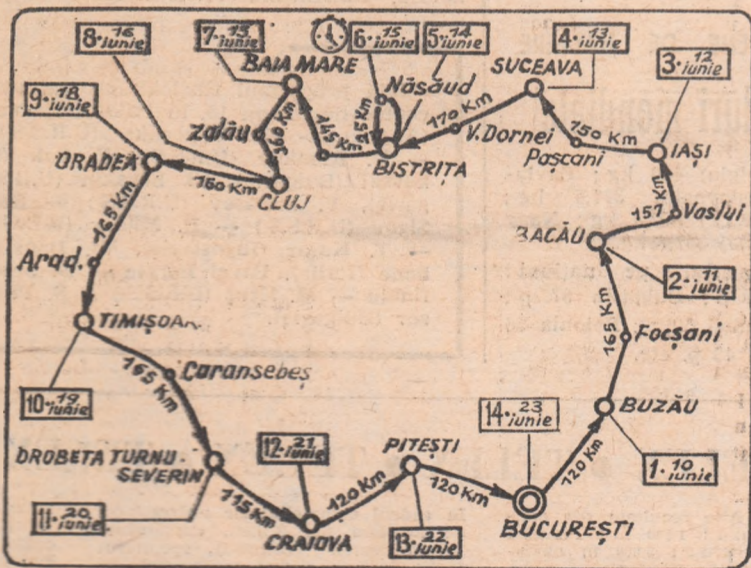 8·16 iunie
7·15 iunie
6·15 iunie
5·14 iunie
4·13 iunie
3·12 iunie
BAIA MARE
Năsăud
SUCEAVA
9·18 iunie
Zalău
360 Km
145 Km
25 Km
170 Km
V. Dornei
150 Km
Pașcani
IAȘI
ORADEA
BISTRIȚA
160 Km
CLUJ
157 KM
Vaslui
165 Km
BACĂU
Arad.
2·11 iunie
TIMIȘOARA
165 Km
Focșani
Caransebeș
165 Km
10·19 iunie
14·23 iunie
BUZĂU
12·21 iunie
PITEȘTI
DROBETA TURNU-
SEVERIN
120 Km
120 Km
120 Km
1·10 iunie
11·20 iunie
115 Km
CRAIOVA
13·22 iunie
BUCUREȘTI